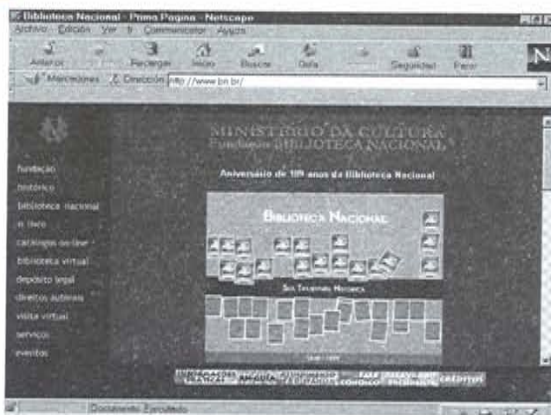 Biblioteca Nacional - Prima Pagina - Netscape
Archivo Edición Ver Ir Communicator Ayuda
Anterior Recargar Inicio Buscar Guía Seguridad Parar
Marcadores Dirección http://www.bn.br/
MINISTÉRIO DA CULTURA
Fundação BIBLIOTECA NACIONAL
Aniversário de 189 anos da Biblioteca Nacional
fundação
histórico
biblioteca nacional
o livro
catálogos on-line
biblioteca virtual
depósito legal
direitos autorais
visita virtual
serviços
eventos
BIBLIOTECA NACIONAL
CRÉDITOS
Documento: Ejecutado